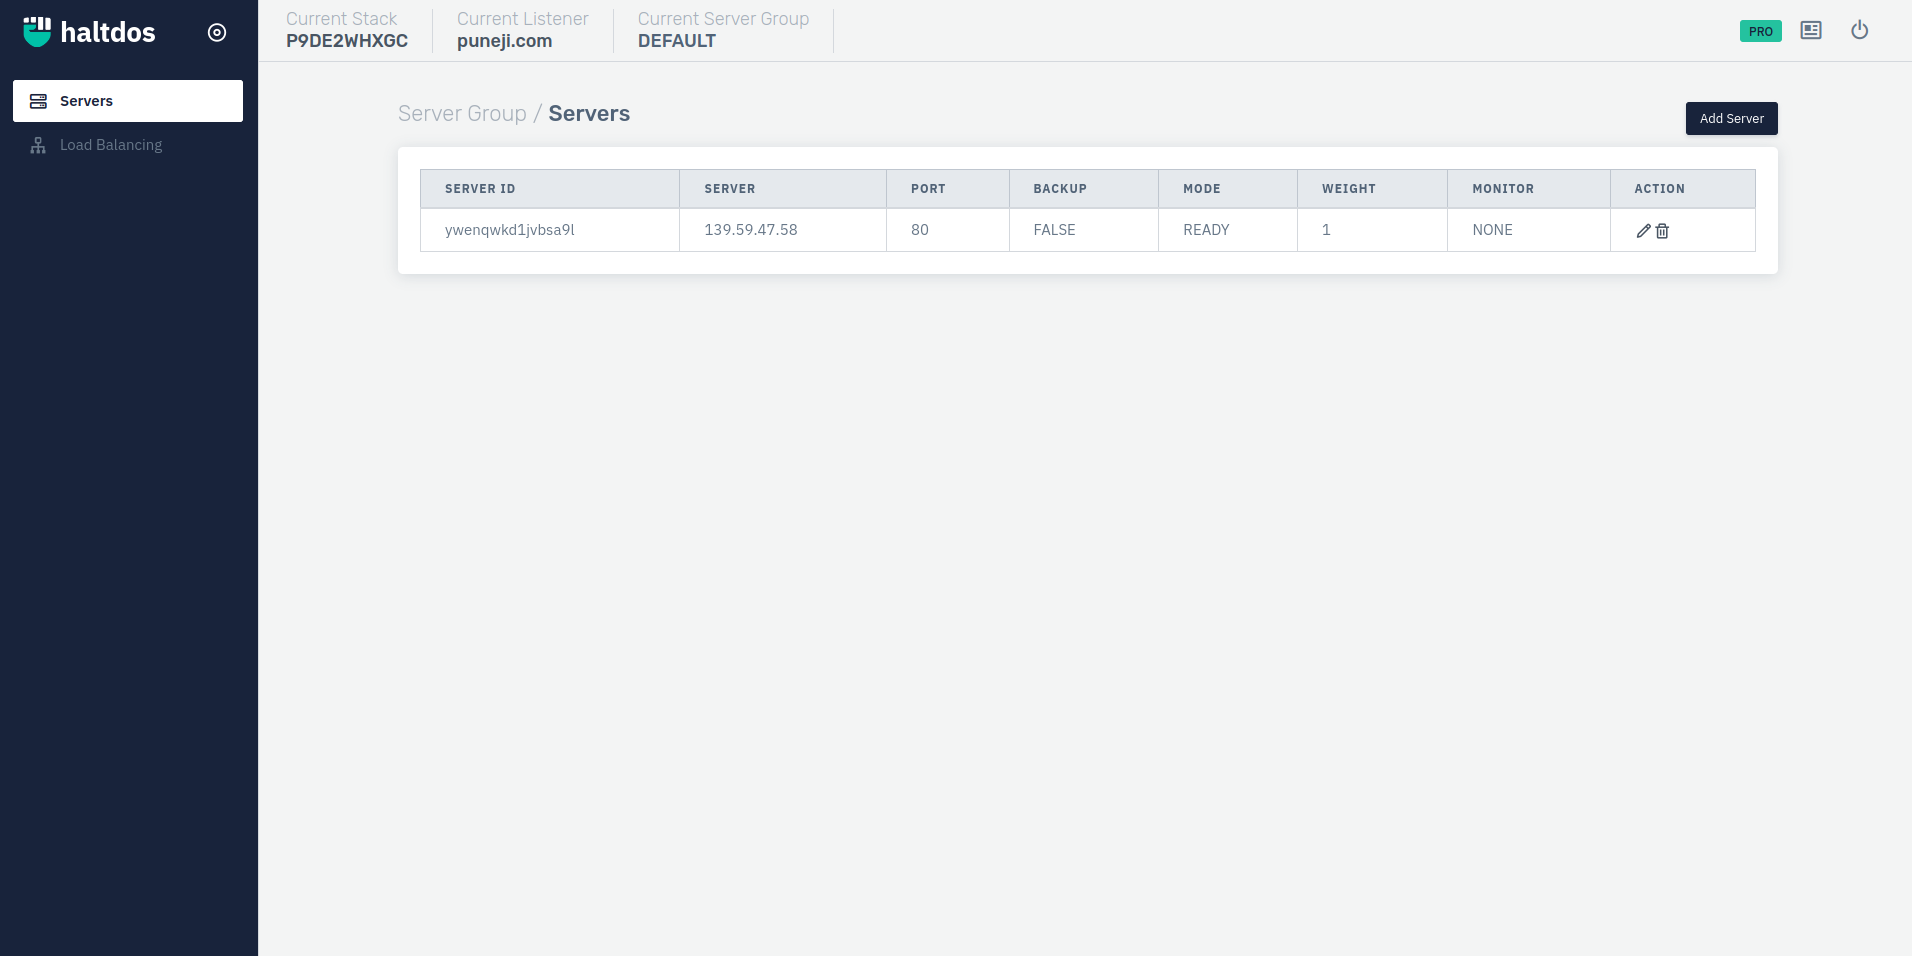 haltdos
Servers
Load Balancing
Current Stack
P9DE2WHXGC
Current Listener
puneji.com
Current Server Group
DEFAULT
PRO
Server Group / Servers
Add Server
SERVER ID SERVER PORT BACKUP MODE WEIGHT MONITOR ACTION
ywenqwkd1jvbsa9l 139.59.47.58 80 FALSE READY 1 NONE